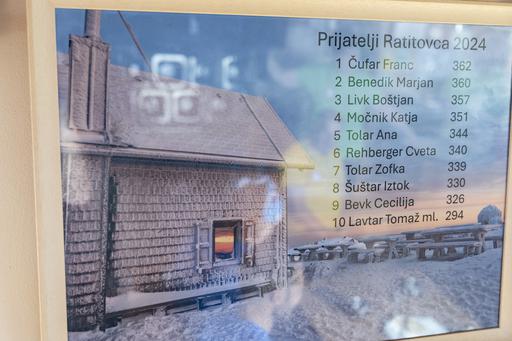 Prijatelji Ratitovca 2024
1 Čufar Franc 362
2 Benedik Marjan 360
3 Livk Boštjan 357
4 Močnik Katja 351
5 Tolar Ana 344
6 Rehberger Cveta 340
7 Tolar Zofka 339
8 Šuštar Iztok 330
9 Bevk Cecilija 326
10 Lavtar Tomaž ml. 294